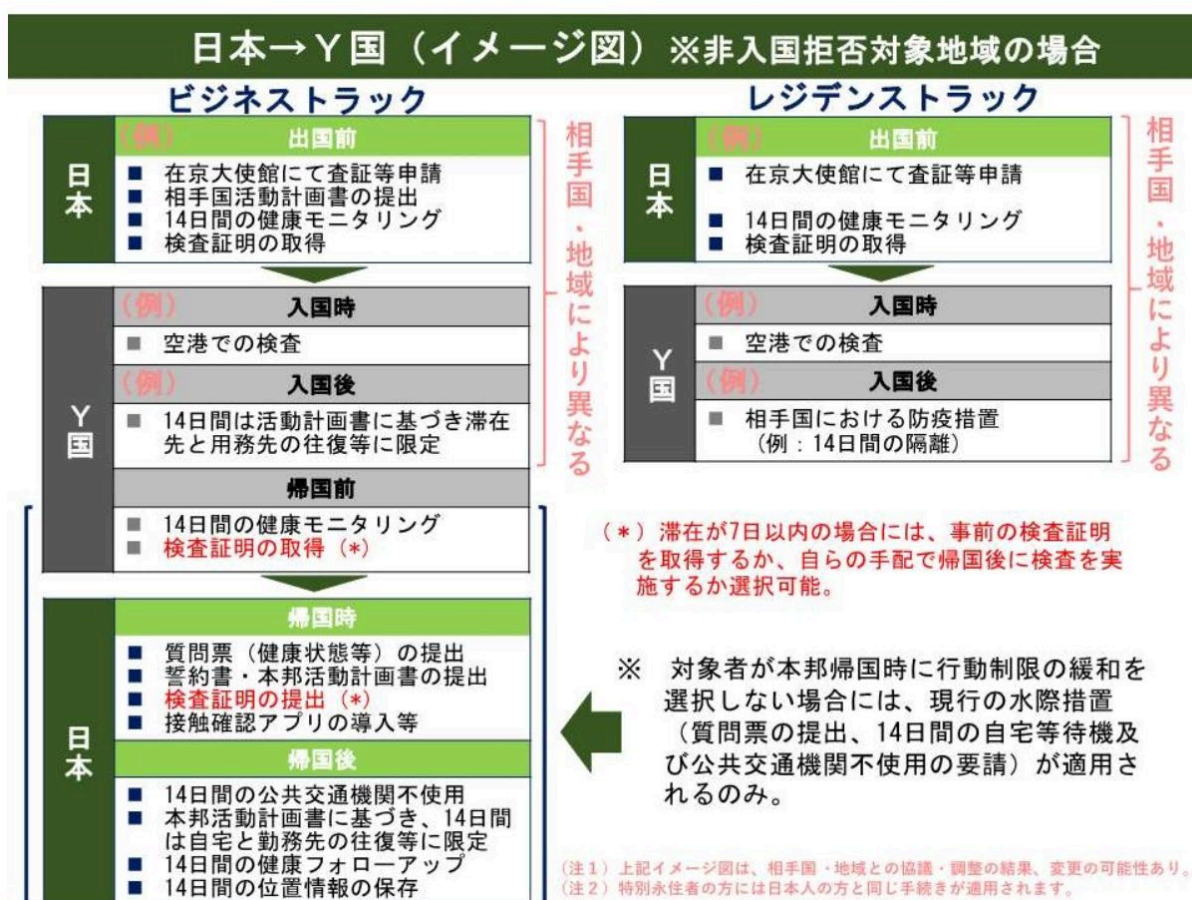 日本→Y国（イメージ図）※非入国拒否対象地域の場合
ビジネストラック
日本
（例）
出国前
■ 在京大使館にて査証等申請
■ 相手国活動計画書の提出
■ 14日間の健康モニタリング
■ 検査証明の取得
Y国
（例）
入国時
■ 空港での検査
（例）
入国後
■ 14日間は活動計画書に基づき滞在
先と用務先の往復等に限定
帰国前
■ 14日間の健康モニタリング
■ 検査証明の取得（*）
相手国・地域により異なる
日本
帰国時
■ 質問票（健康状態等）の提出
■ 誓約書・本邦活動計画書の提出
■ 検査証明の提出（*）
■ 接触確認アプリの導入等
帰国後
■ 14日間の公共交通機関不使用
■ 本邦活動計画書に基づき、14日間
は自宅と勤務先の往復等に限定
■ 14日間の健康フォローアップ
■ 14日間の位置情報の保存
レジデンストラック
日本
（例）
出国前
■ 在京大使館にて査証等申請
■ 14日間の健康モニタリング
■ 検査証明の取得
Y国
（例）
入国時
■ 空港での検査
（例）
入国後
■ 相手国における防疫措置
（例：14日間の隔離）
相手国・地域により異なる
（*）滞在が7日以内の場合には、事前の検査証明
を取得するか、自らの手配で帰国後に検査を実
施するか選択可能。
※　対象者が本邦帰国時に行動制限の緩和を
選択しない場合には、現行の水際措置
（質問票の提出、14日間の自宅等待機及
び公共交通機関不使用の要請）が適用さ
れるのみ。
（注１）上記イメージ図は、相手国・地域との協議・調整の結果、変更の可能性あり。
（注２）特別永住者の方には日本人の方と同じ手続きが適用されます。